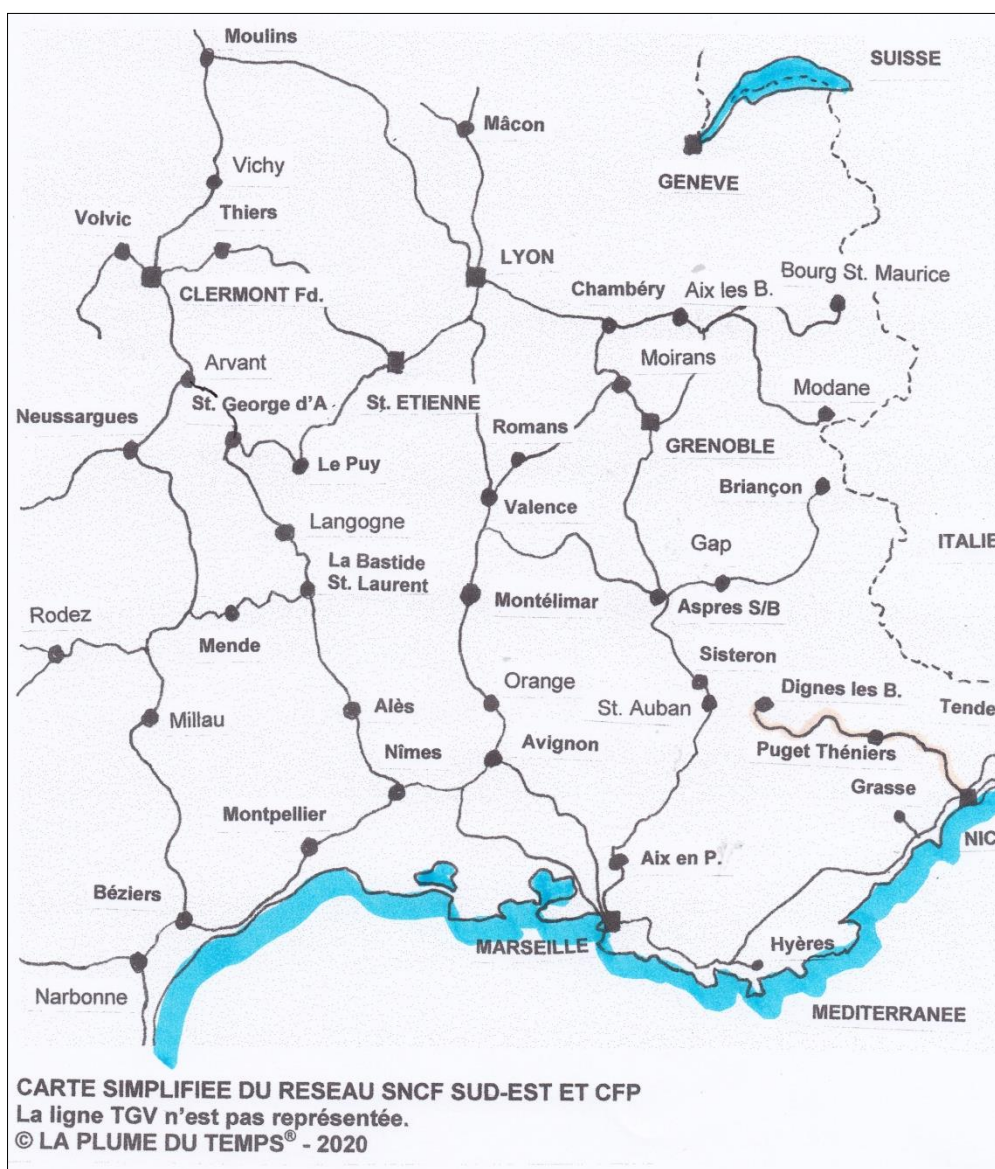 Moulins
SUISSE
Mâcon
GENEVE
Vichy
Volvic
Thiers
LYON
Bourg St. Maurice
CLERMONT Fd.
Chambéry
Aix les B.
Arvant
Moirans
Modane
St. George d'A
St. ETIENNE
Neussargues
Romans
GRENOBLE
Le Puy
Briançon
Valence
Langogne
Gap
ITALIE
La Bastide
St. Laurent
Montélimar
Aspres S/B
Rodez
Mende
Sisteron
Orange
Dignes les B.
Millau
Alès
St. Auban
Tende
Nîmes
Avignon
Puget Théniers
Grasse
Montpellier
NIC
Aix en P.
Béziers
MARSEILLE
Hyères
Narbonne
MEDITERRANEE
CARTE SIMPLIFIEE DU RESEAU SNCF SUD-EST ET CFP
La ligne TGV n'est pas représentée.
© LA PLUME DU TEMPS® - 2020